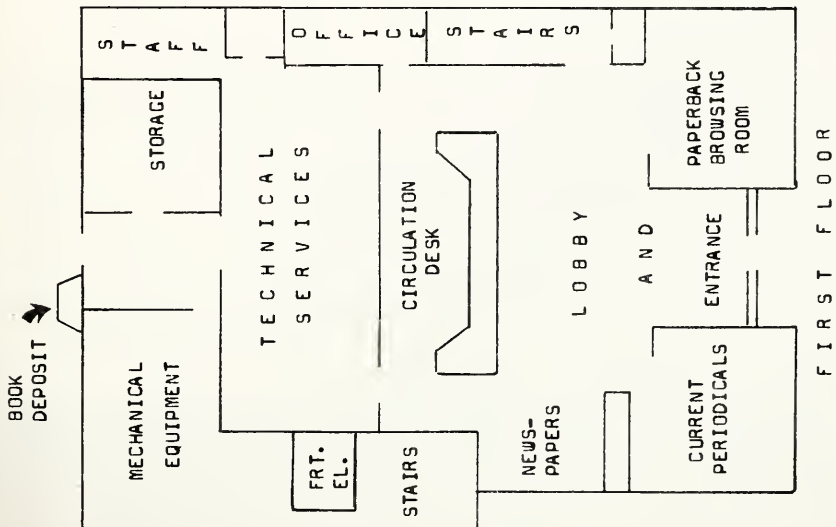 BOOK
DEPOSIT
MECHANICAL
EQUIPMENT
STORAGE
STAFF
OFFICE
STAIRS
TECHNICAL
SERVICES
FRT.
EL.
STAIRS
CIRCULATION
DESK
NEWS-
PAPERS
LOBBY
AND
ENTRANCE
CURRENT
PERIODICALS
PAPERBACK
BROWSING
ROOM
FIRST FLOOR